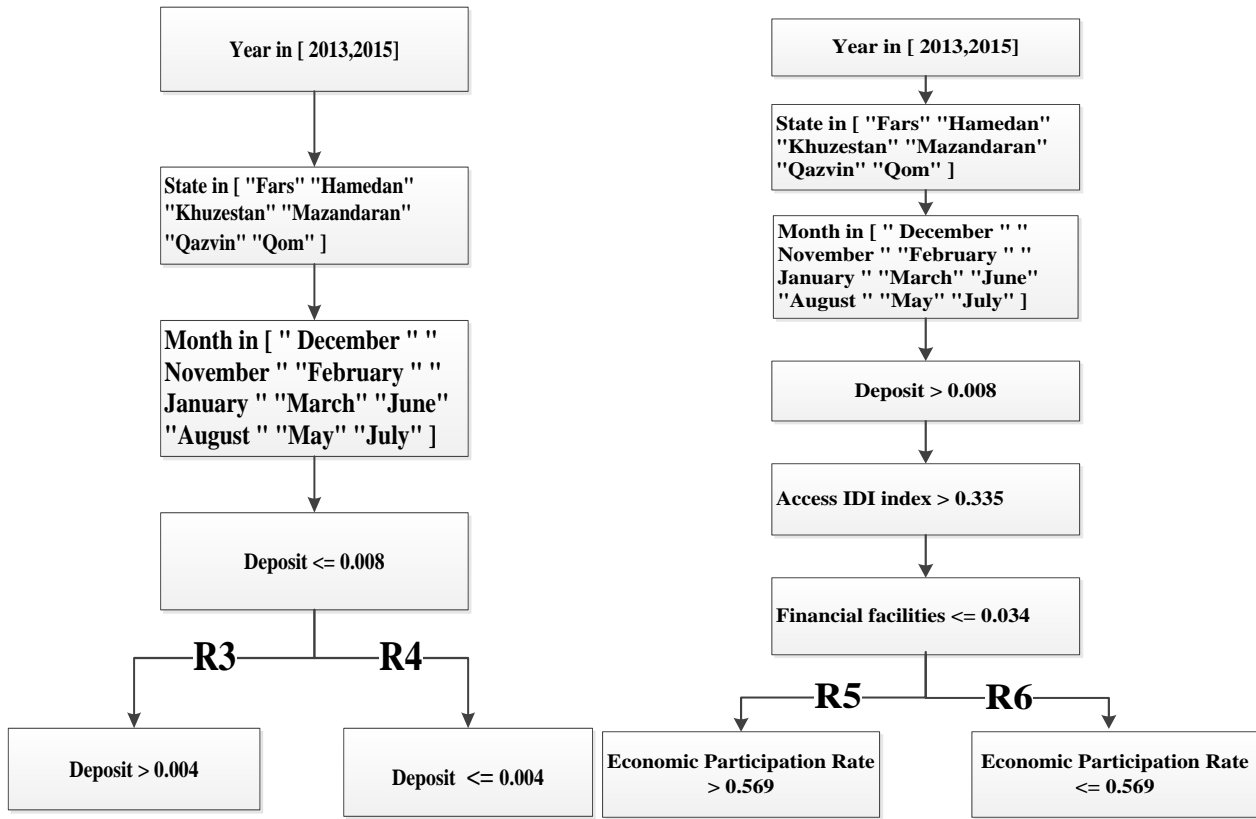 Year in [ 2013,2015]
State in [ "Fars" "Hamedan"
"Khuzestan" "Mazandaran"
"Qazvin" "Qom" ]
Month in [ " December " "
November " "February " "
January " "March" "June"
"August " "May" "July" ]
Deposit <= 0.008
R3
R4
Deposit > 0.004
Deposit <= 0.004
Year in [ 2013,2015]
State in [ "Fars" "Hamedan"
"Khuzestan" "Mazandaran"
"Qazvin" "Qom" ]
Month in [ " December " "
November " "February " "
January " "March" "June"
"August " "May" "July" ]
Deposit > 0.008
Access IDI index > 0.335
Financial facilities <= 0.034
R5
R6
Economic Participation Rate
> 0.569
Economic Participation Rate
<= 0.569